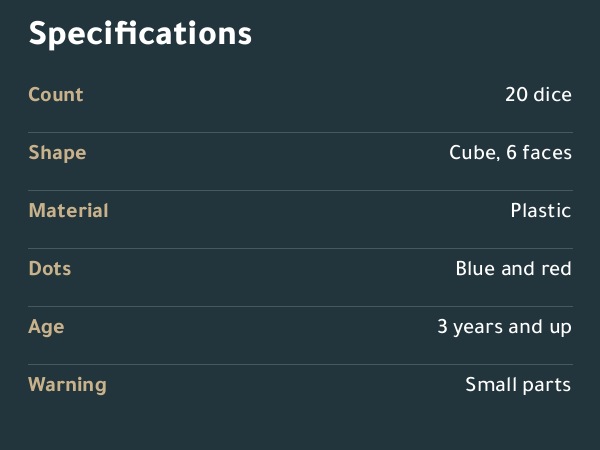 Specifications
Count 20 dice
Shape Cube, 6 faces
Material Plastic
Dots Blue and red
Age 3 years and up
Warning Small parts